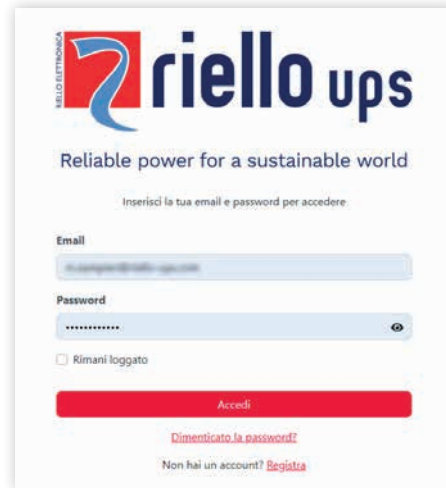 RIELLO ELETTRONICA
riello ups
Reliable power for a sustainable world
Inserisci la tua email e password per accedere
Email
Password
••••••••••••
Rimani loggato
Accedi
Dimenticato la password?
Non hai un account? Registra